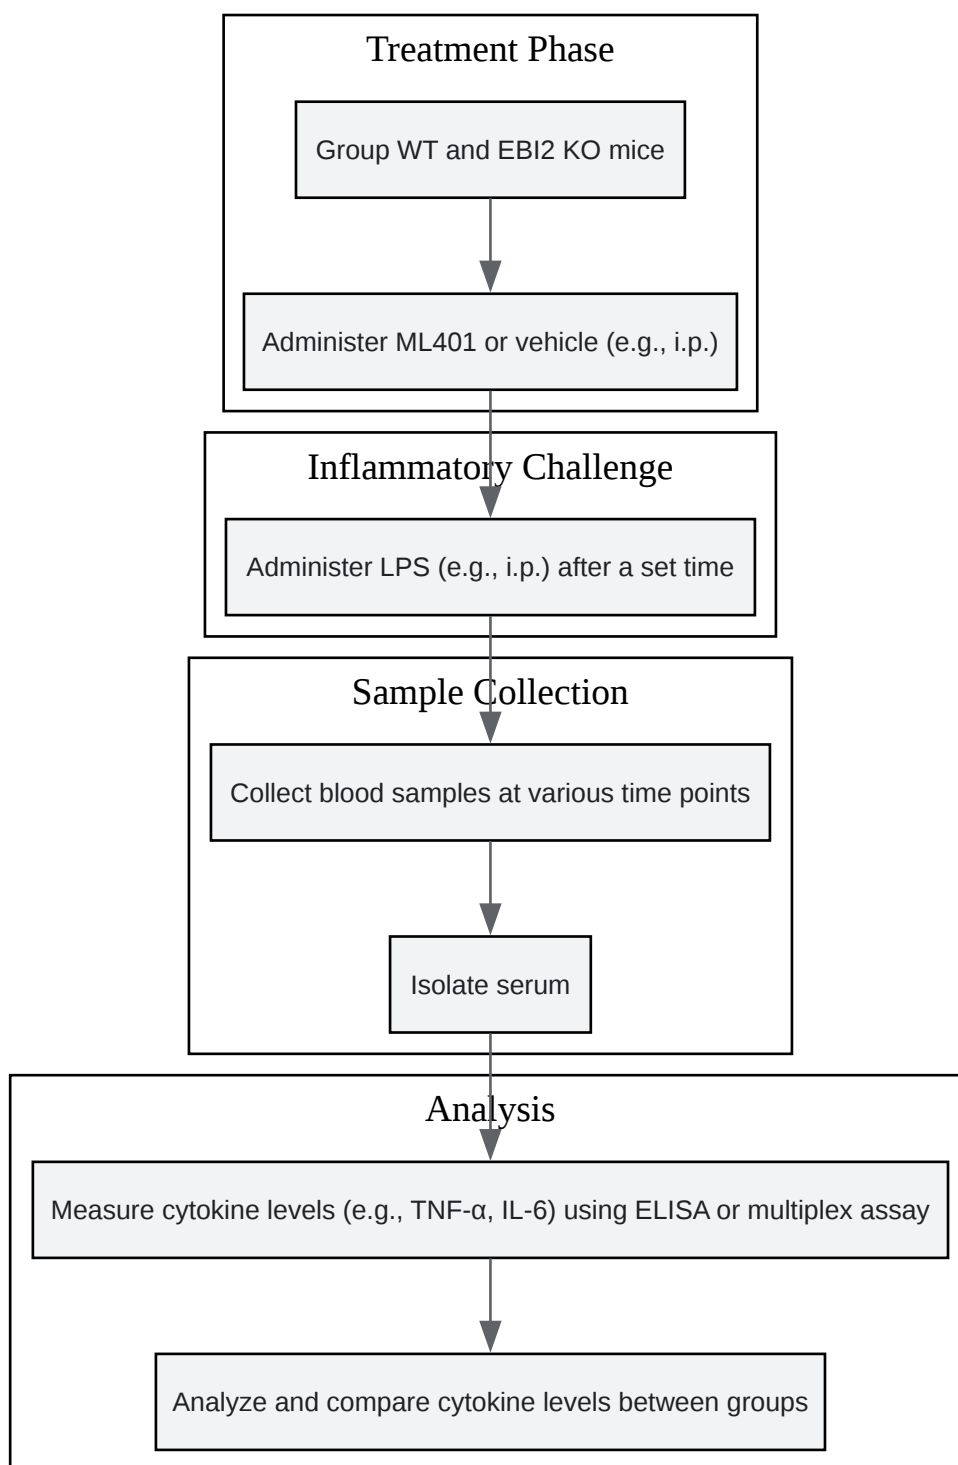 Treatment Phase
Group WT and EBI2 KO mice
Administer ML401 or vehicle (e.g., i.p.)
Inflammatory Challenge
Administer LPS (e.g., i.p.) after a set time
Sample Collection
Collect blood samples at various time points
Isolate serum
Analysis
Measure cytokine levels (e.g., TNF-α, IL-6) using ELISA or multiplex assay
Analyze and compare cytokine levels between groups